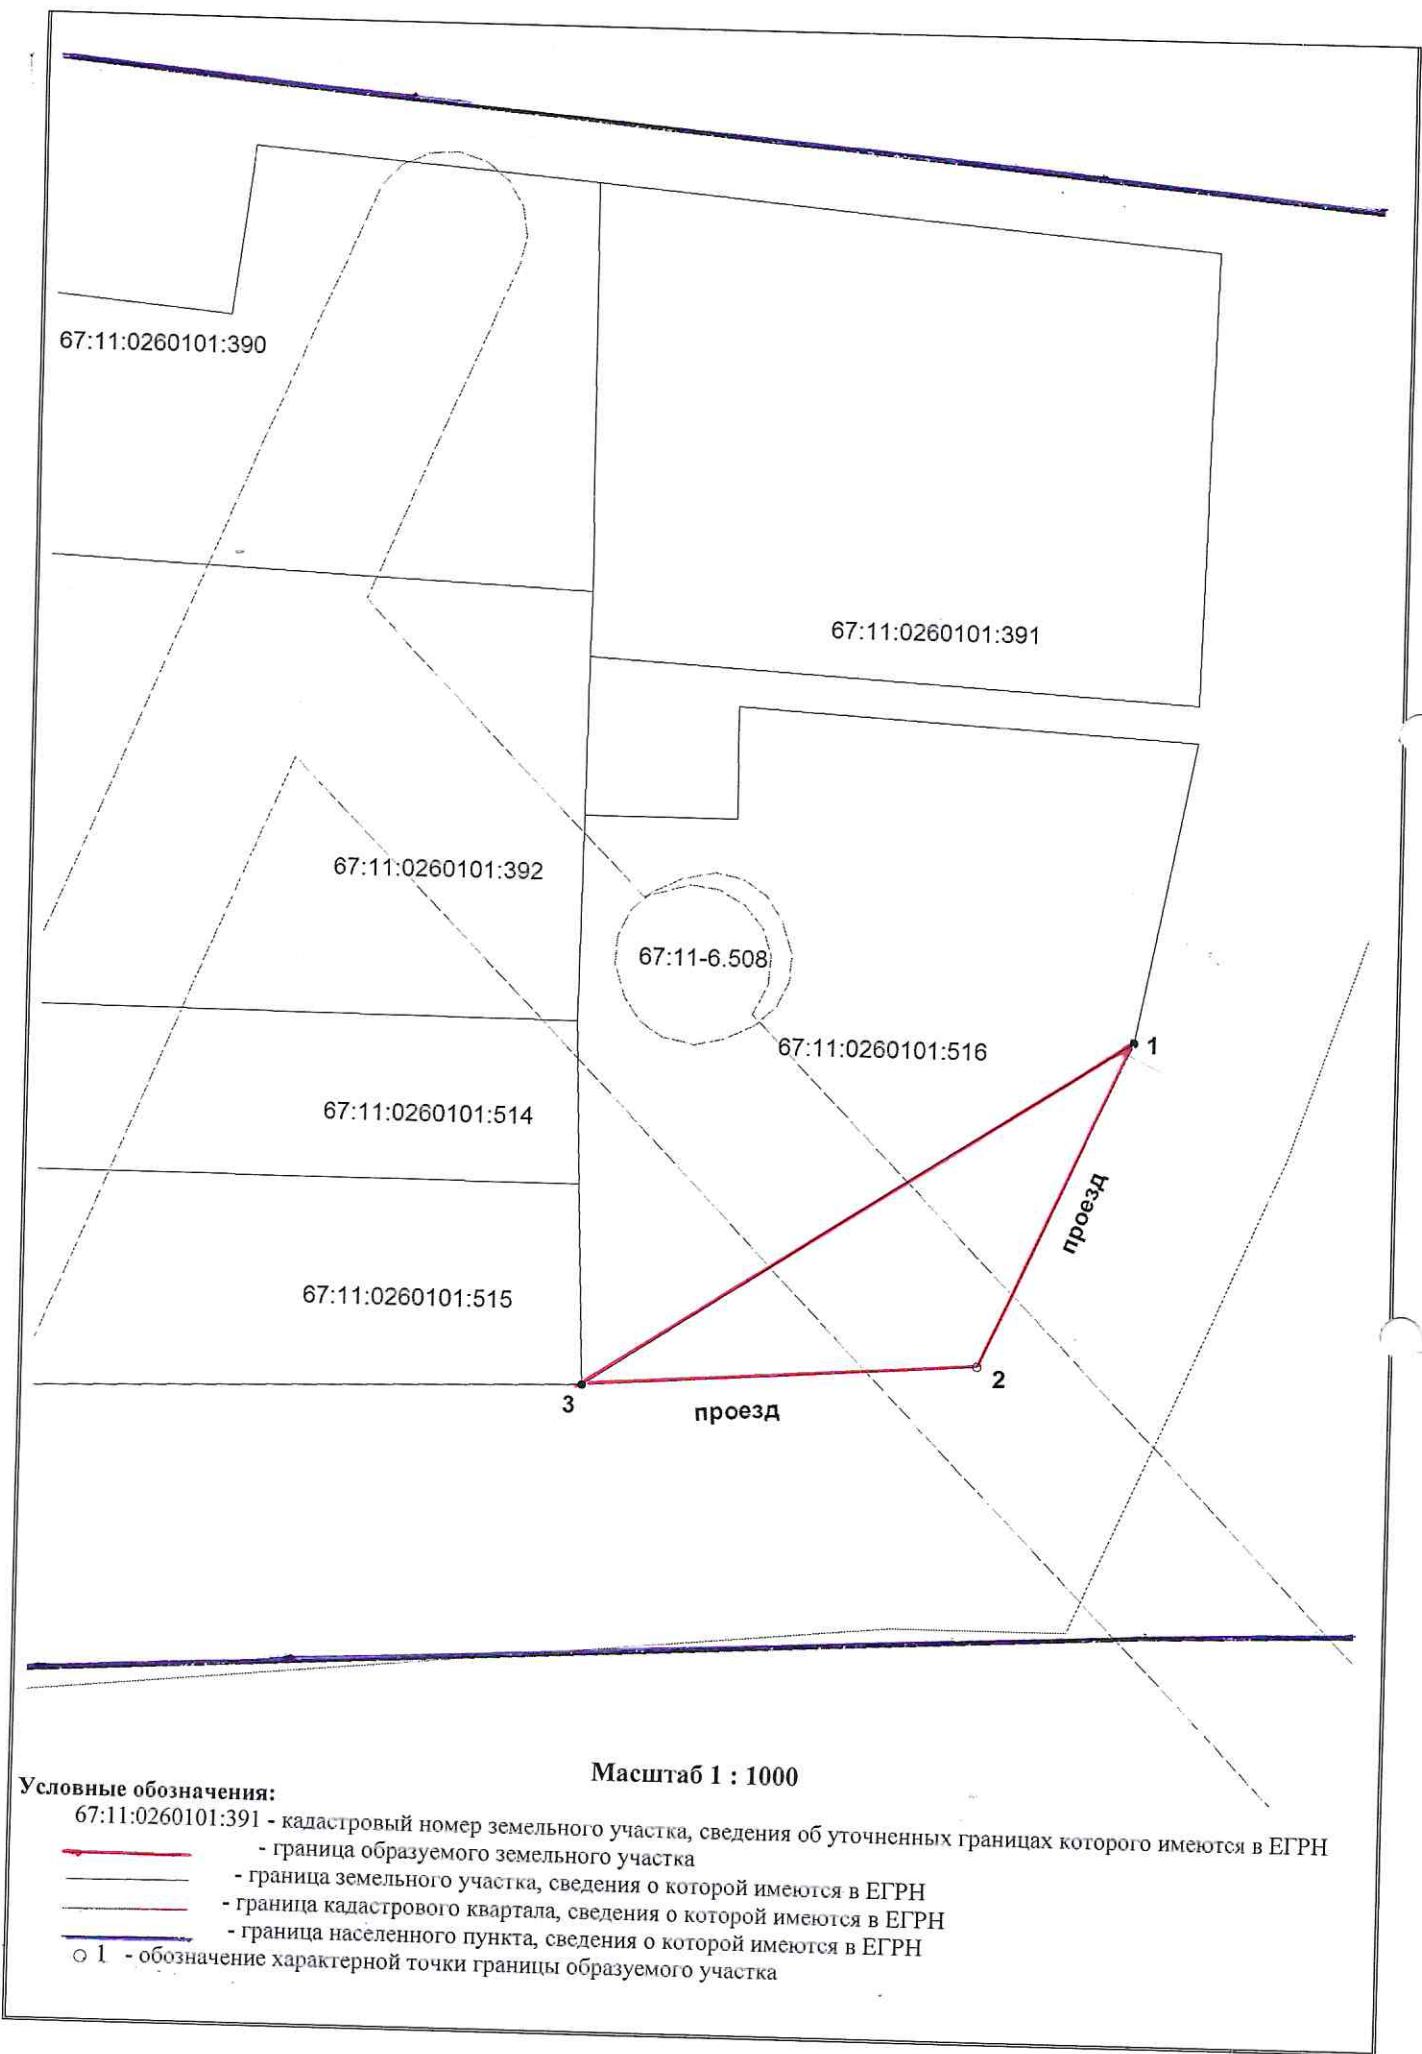 67:11:0260101:390
67:11:0260101:391
67:11:0260101:392
67:11-6.508
67:11:0260101:516
1
67:11:0260101:514
проезд
67:11:0260101:515
2
3
проезд
Масштаб 1 : 1000
Условные обозначения:
67:11:0260101:391 - кадастровый номер земельного участка, сведения об уточненных границах которого имеются в ЕГРН
- граница образуемого земельного участка
- граница земельного участка, сведения о которой имеются в ЕГРН
- граница кадастрового квартала, сведения о которой имеются в ЕГРН
- граница населенного пункта, сведения о которой имеются в ЕГРН
○ 1 - обозначение характерной точки границы образуемого участка